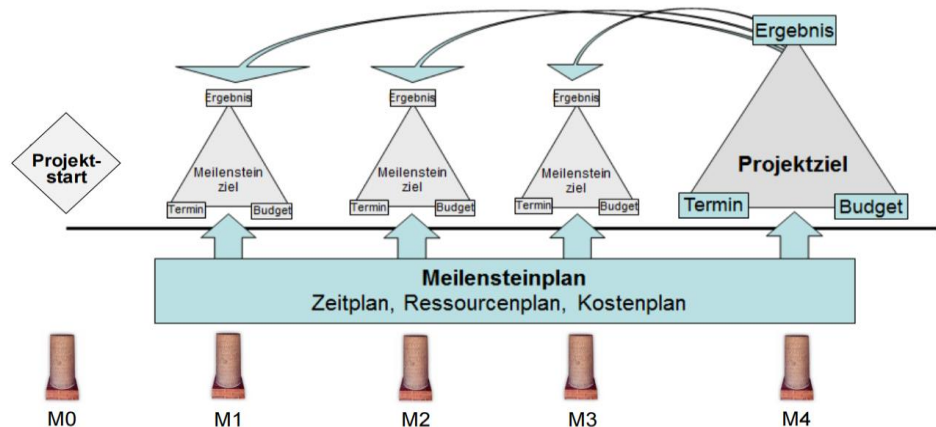 Ergebnis
Ergebnis
Ergebnis
Ergebnis
Projekt-
start
Meilenstein
ziel
Meilenstein
ziel
Meilenstein
ziel
Projektziel
Termin
Budget
Termin
Budget
Termin
Budget
Termin
Budget
Meilensteinplan
Zeitplan, Ressourcenplan, Kostenplan
M0
M1
M2
M3
M4